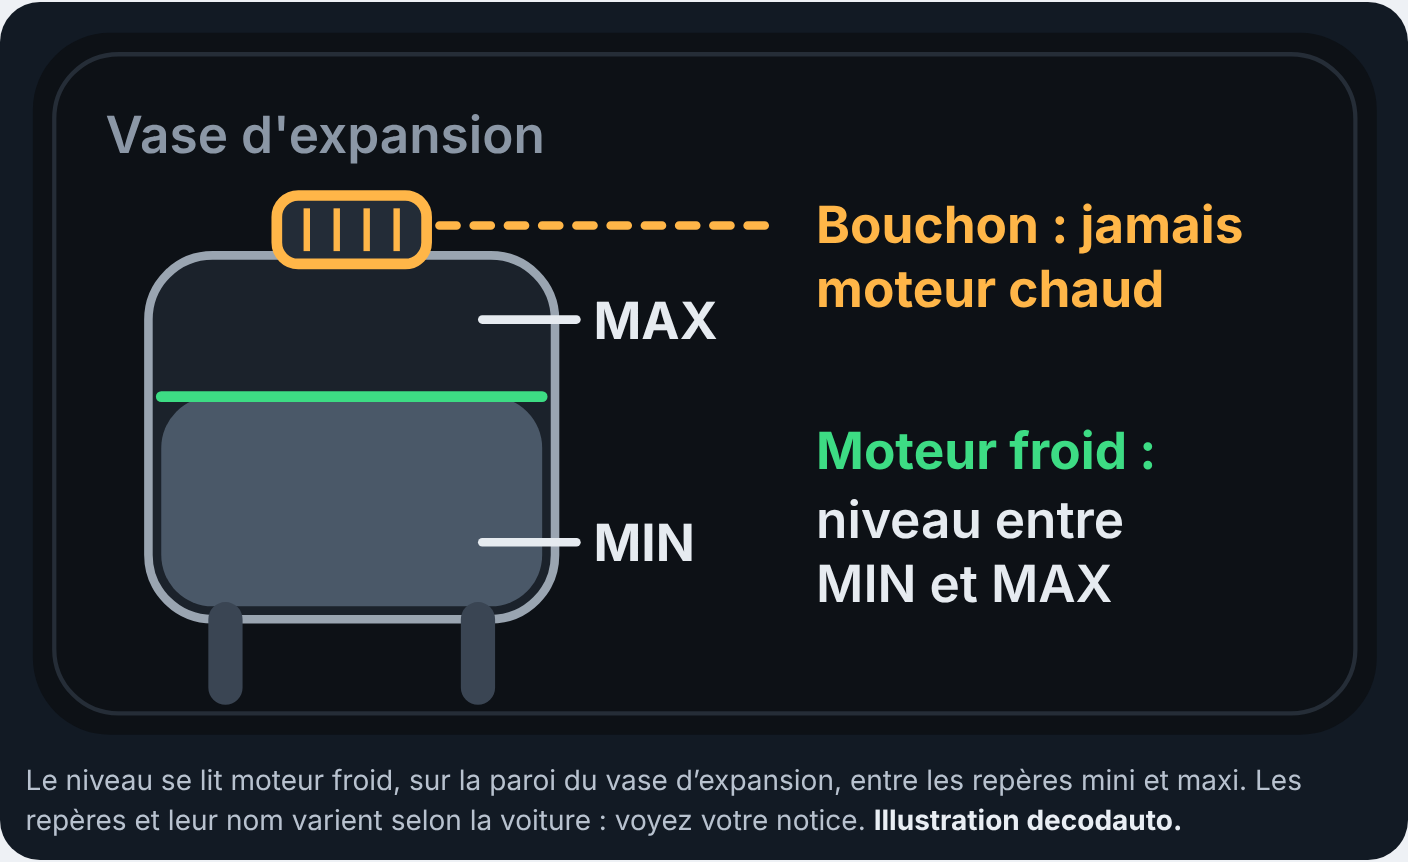 Vase d'expansion
Bouchon : jamais
moteur chaud
MAX
Moteur froid :
niveau entre
MIN
MIN et MAX
Le niveau se lit moteur froid, sur la paroi du vase d’expansion, entre les repères mini et maxi. Les
repères et leur nom varient selon la voiture : voyez votre notice. Illustration decodauto.